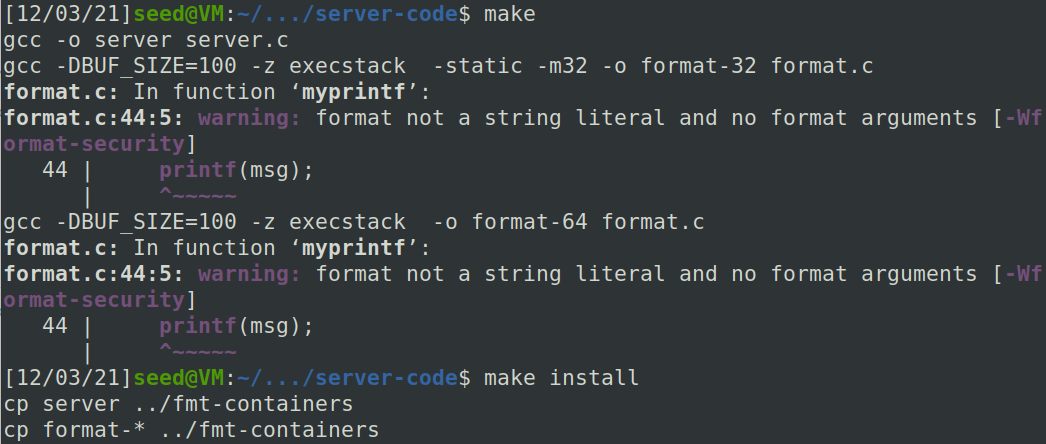 [12/03/21]seed@VM:~/.../server-code$ make
gcc -o server server.c
gcc -DBUF_SIZE=100 -z execstack  -static -m32 -o format-32 format.c
format.c: In function ‘myprintf’:
format.c:44:5: warning: format not a string literal and no format arguments [-Wf
ormat-security]
   44 |     printf(msg);
      |     ^~~~~~
gcc -DBUF_SIZE=100 -z execstack  -o format-64 format.c
format.c: In function ‘myprintf’:
format.c:44:5: warning: format not a string literal and no format arguments [-Wf
ormat-security]
   44 |     printf(msg);
      |     ^~~~~~
[12/03/21]seed@VM:~/.../server-code$ make install
cp server ../fmt-containers
cp format-* ../fmt-containers